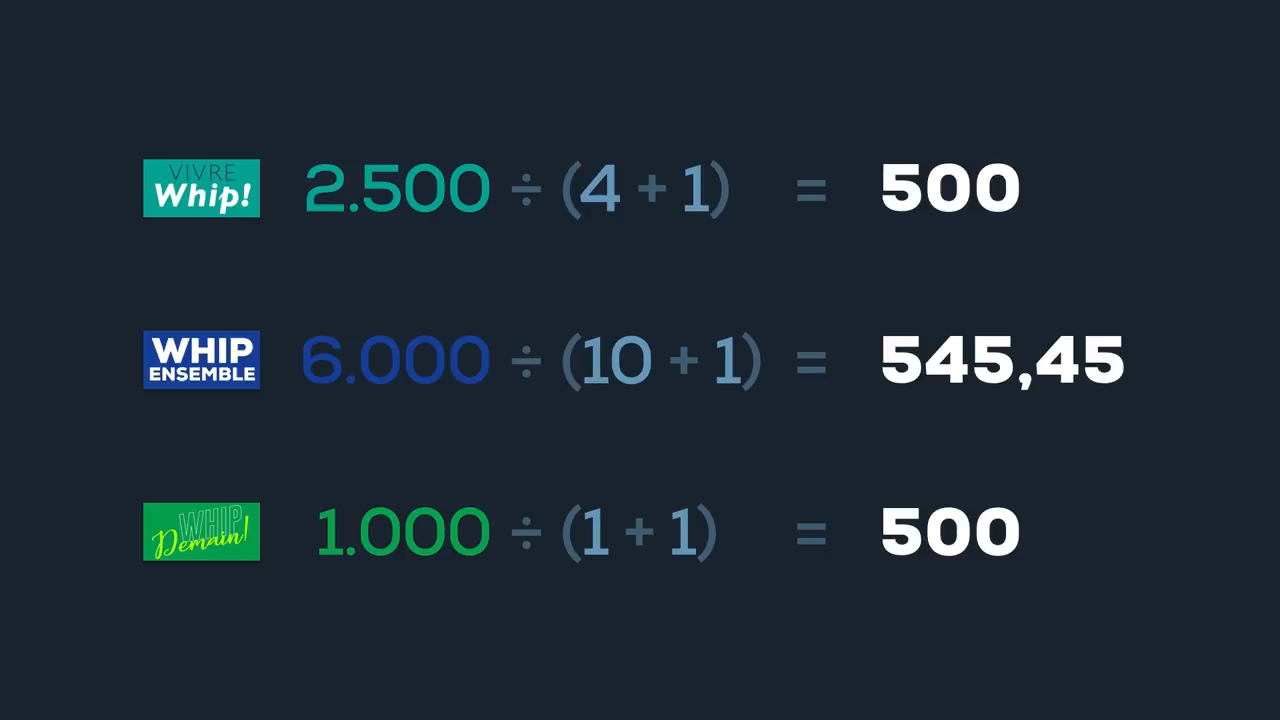 VIVRE
Whip!
2.500 ÷ (4 + 1) = 500
WHIP
ENSEMBLE
6.000 ÷ (10 + 1) = 545,45
WHIP
Demain!
1.000 ÷ (1 + 1) = 500